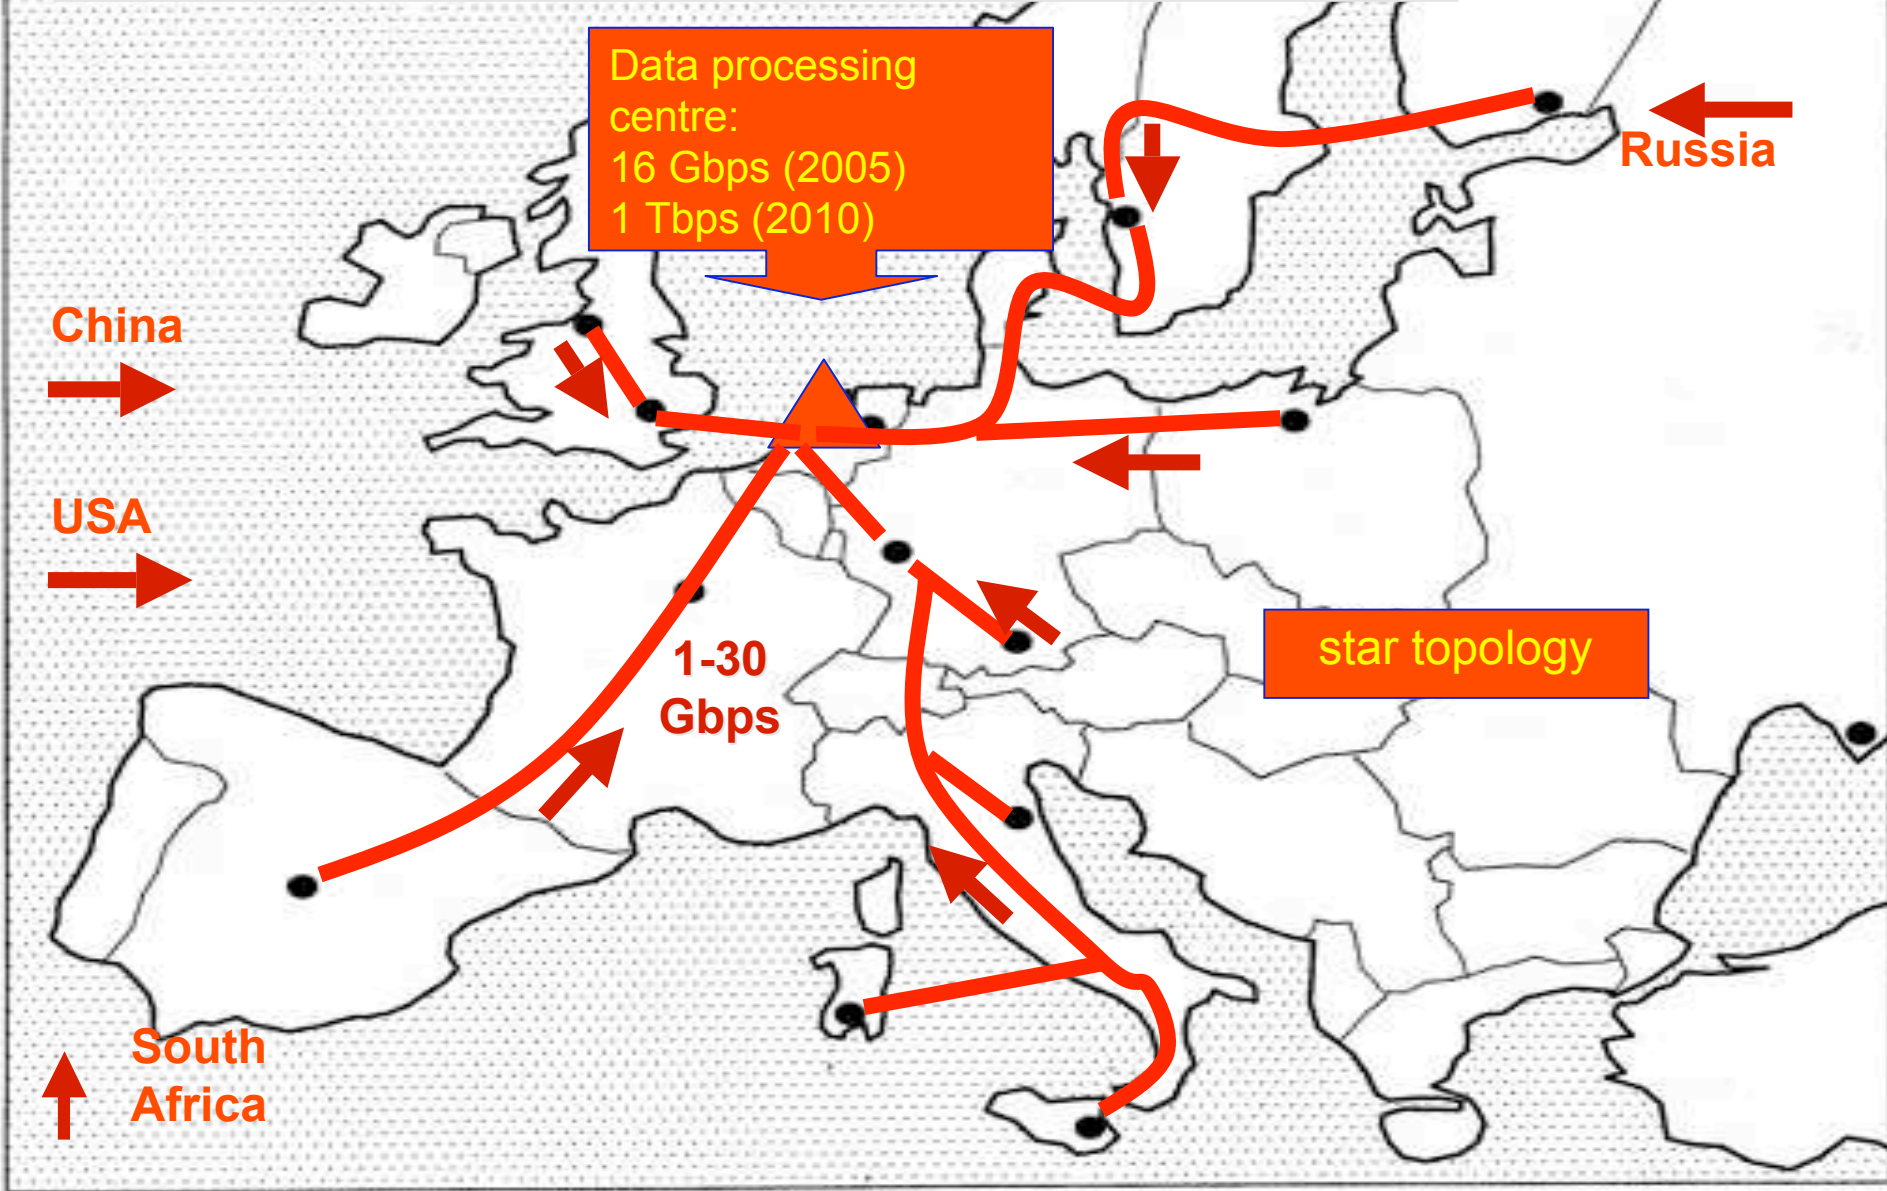 Data processing
centre:
16 Gbps (2005)
1 Tbps (2010)
Russia
China
USA
1-30
Gbps
star topology
South
Africa